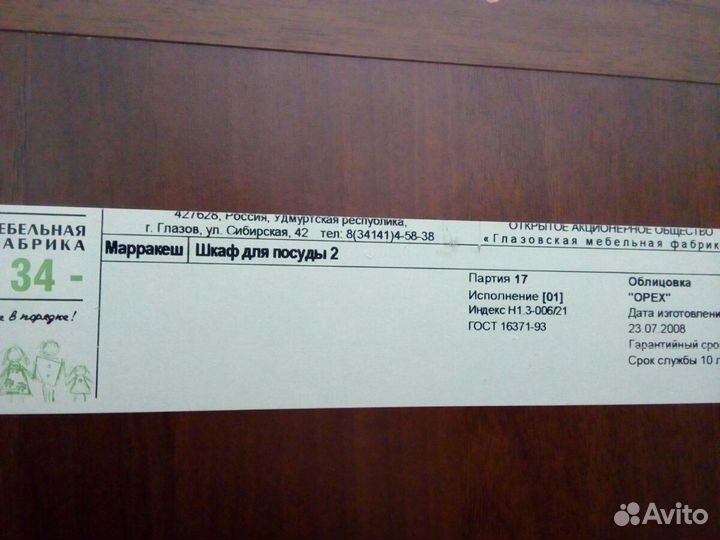 427628, Россия, Удмуртская республика,
г. Глазов, ул. Сибирская, 42 тел: 8(34141)4-58-38
ОТКРЫТОЕ АКЦИОНЕРНОЕ ОБЩЕСТВО
«Глазовская мебельная фабрик
ЕБЕЛЬНАЯ
АБРИКА
34 -
в порядке!
Марракеш Шкаф для посуды 2
Партия 17
Исполнение [01]
Индекс Н1.3-006/21
ГОСТ 16371-93
Облицовка
"ОРЕХ"
Дата изготовлени
23.07.2008
Гарантийный сро
Срок службы 10 л
Avito